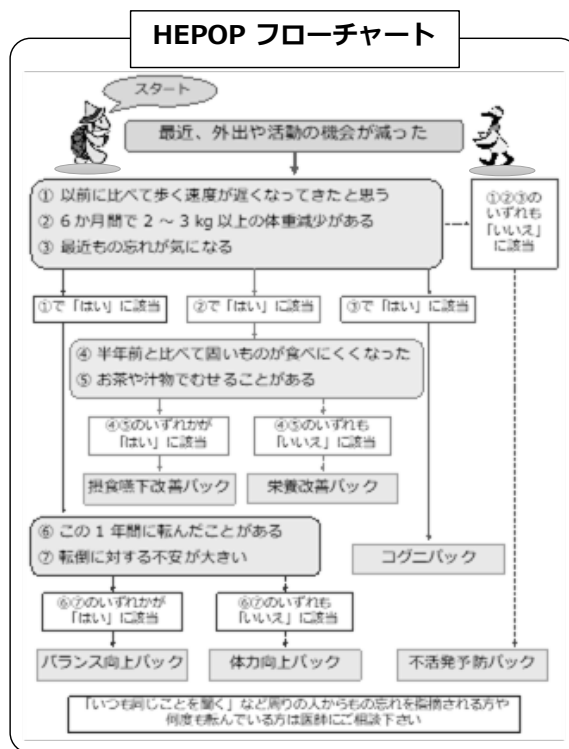 HEPOP フローチャート
スタート
最近、外出や活動の機会が減った
① 以前に比べて歩く速度が遅くなってきたと思う
② 6 か月間で 2 ～ 3 kg 以上の体重減少がある
③ 最近もの忘れが気になる
①②③の
いずれも
「いいえ」
に該当
①で「はい」に該当
②で「はい」に該当
③で「はい」に該当
④ 半年前と比べて固いものが食べにくくなった
⑤ お茶や汁物でむせることがある
④⑤のいずれかが
「はい」に該当
④⑤のいずれも
「いいえ」に該当
摂食嚥下改善パック
栄養改善パック
⑥ この 1 年間に転んだことがある
⑦ 転倒に対する不安が大きい
コグニパック
⑥⑦のいずれかが
「はい」に該当
⑥⑦のいずれも
「いいえ」に該当
バランス向上パック
体力向上パック
不活発予防パック
「いつも同じことを聞く」など周りの人からもの忘れを指摘される方や
何度も転んでいる方は医師にご相談下さい